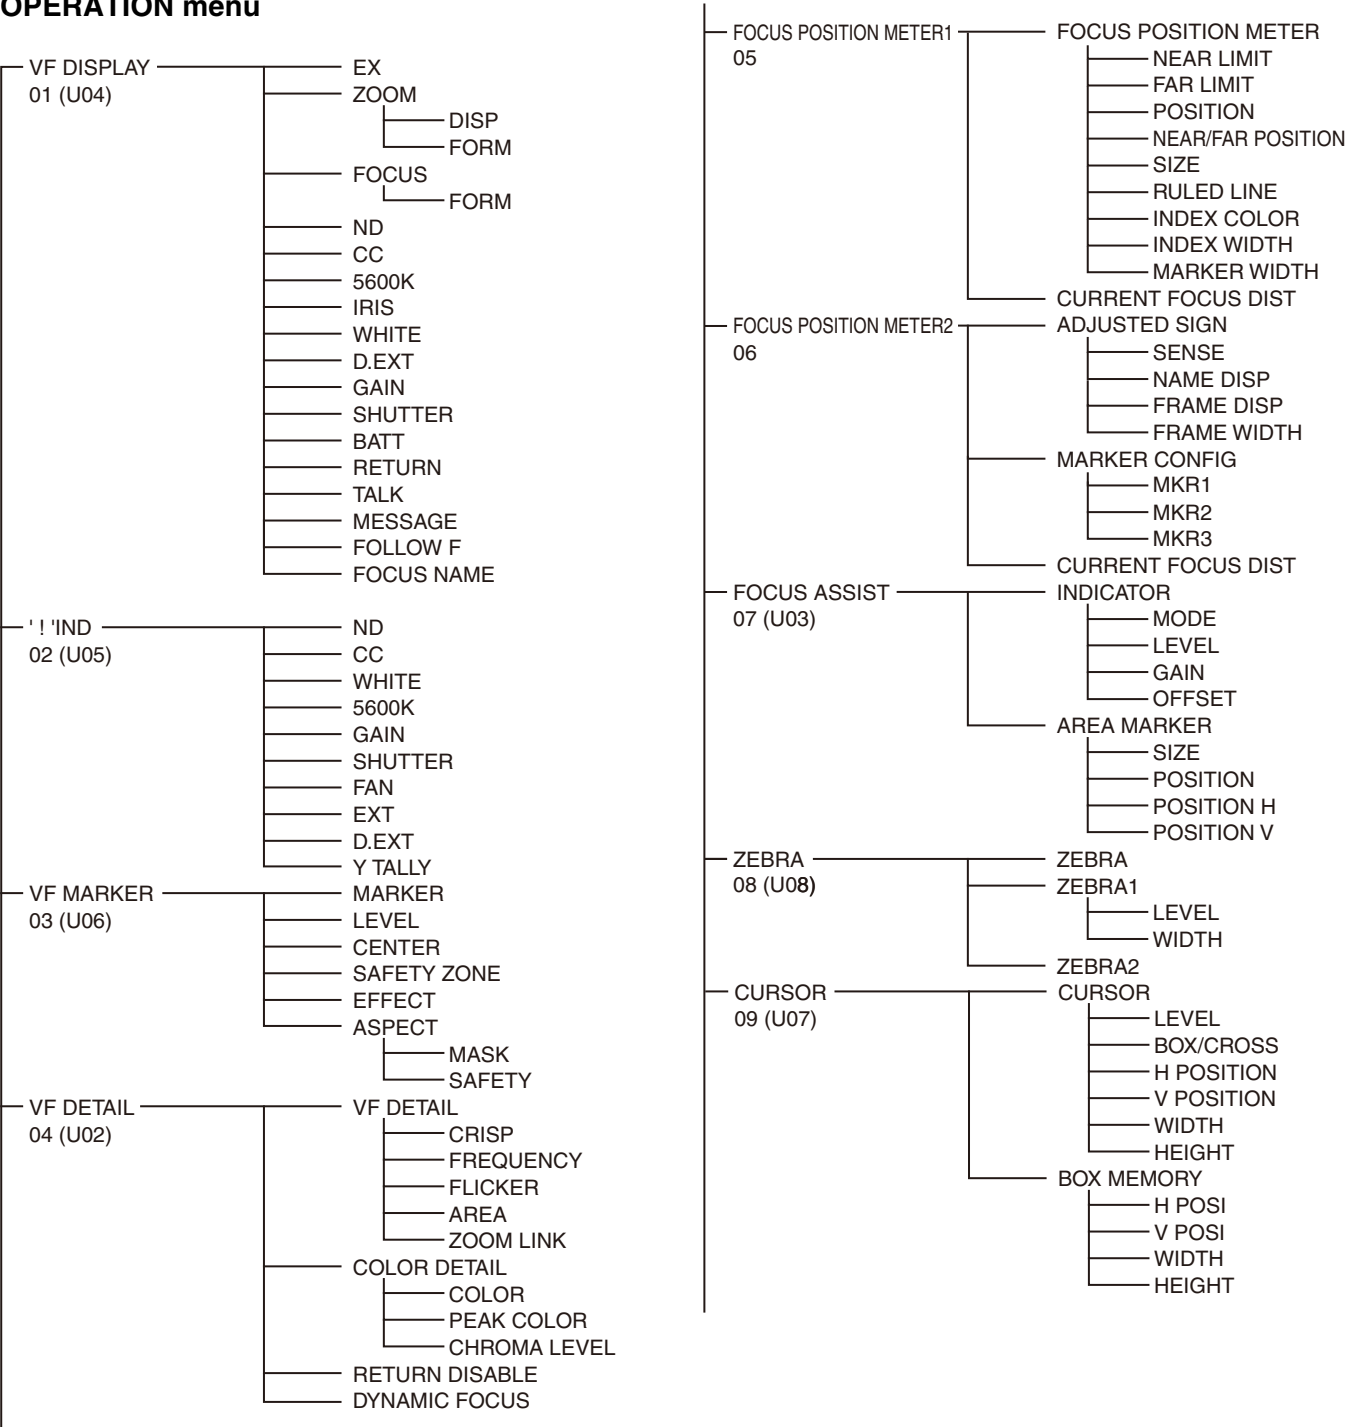 OPERATION menu
VF DISPLAY
01 (U04)
EX
ZOOM
DISP
FORM
FOCUS
FORM
ND
CC
5600K
IRIS
WHITE
D.EXT
GAIN
SHUTTER
BATT
RETURN
TALK
MESSAGE
FOLLOW F
FOCUS NAME
' ! 'IND
02 (U05)
ND
CC
WHITE
5600K
GAIN
SHUTTER
FAN
EXT
D.EXT
Y TALLY
VF MARKER
03 (U06)
MARKER
LEVEL
CENTER
SAFETY ZONE
EFFECT
ASPECT
MASK
SAFETY
VF DETAIL
04 (U02)
VF DETAIL
CRISP
FREQUENCY
FLICKER
AREA
ZOOM LINK
COLOR DETAIL
COLOR
PEAK COLOR
CHROMA LEVEL
RETURN DISABLE
DYNAMIC FOCUS
FOCUS POSITION METER1
05
FOCUS POSITION METER
NEAR LIMIT
FAR LIMIT
POSITION
NEAR/FAR POSITION
SIZE
RULED LINE
INDEX COLOR
INDEX WIDTH
MARKER WIDTH
CURRENT FOCUS DIST
FOCUS POSITION METER2
06
ADJUSTED SIGN
SENSE
NAME DISP
FRAME DISP
FRAME WIDTH
MARKER CONFIG
MKR1
MKR2
MKR3
CURRENT FOCUS DIST
FOCUS ASSIST
07 (U03)
INDICATOR
MODE
LEVEL
GAIN
OFFSET
AREA MARKER
SIZE
POSITION
POSITION H
POSITION V
ZEBRA
08 (U08)
ZEBRA
ZEBRA1
LEVEL
WIDTH
ZEBRA2
CURSOR
09 (U07)
CURSOR
LEVEL
BOX/CROSS
H POSITION
V POSITION
WIDTH
HEIGHT
BOX MEMORY
H POSI
V POSI
WIDTH
HEIGHT